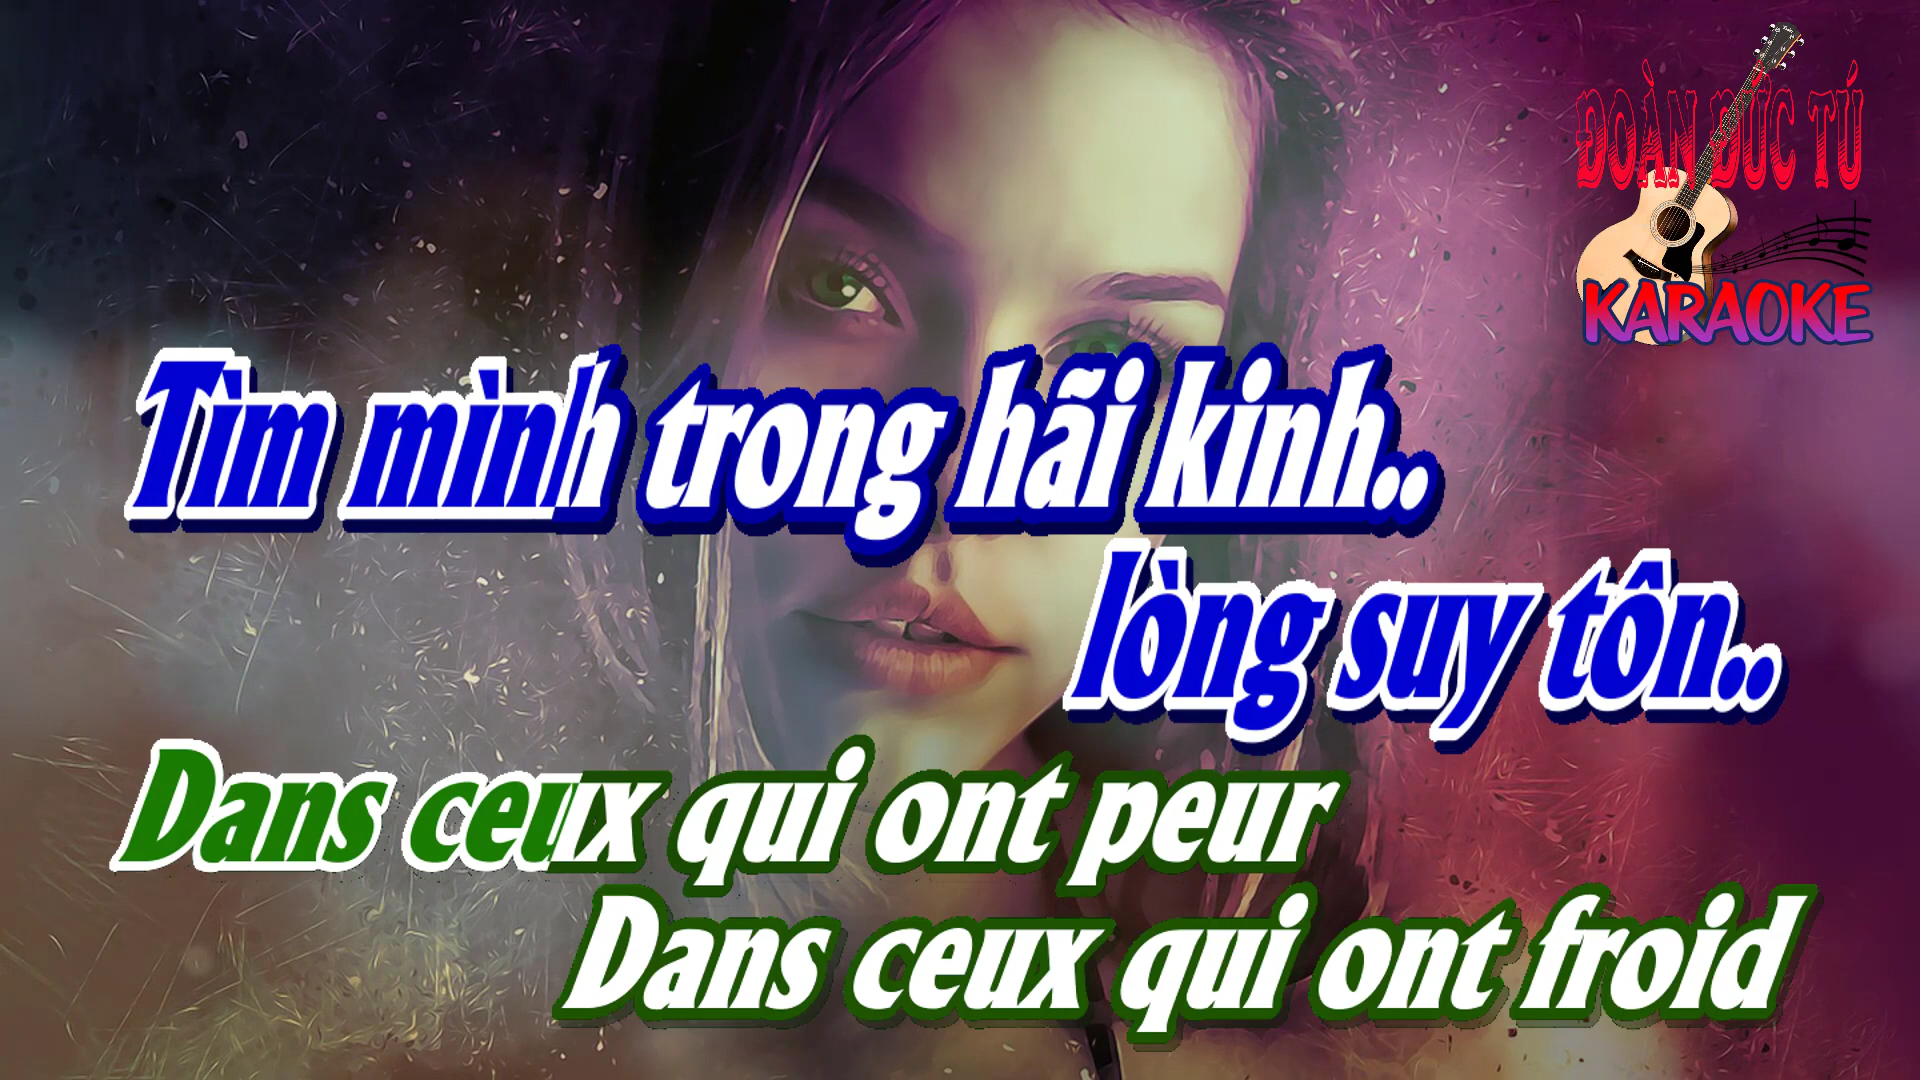 ĐOÀN ĐỨC TÚ
KARAOKE
Tìm mình trong hãi kinh..
lòng suy tôn..
Dans ceux qui ont peur
Dans ceux qui ont froid